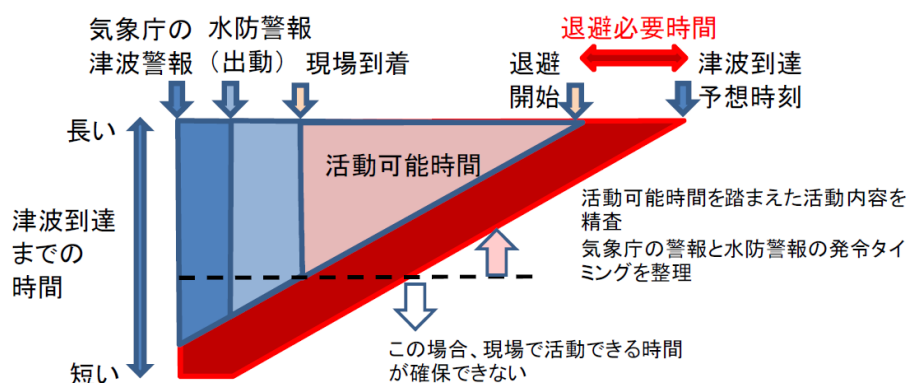 気象庁の
津波警報
水防警報
（出動）
現場到着
退避必要時間
退避
開始
津波到達
予想時刻
長い
津波到達
までの
時間
短い
活動可能時間
活動可能時間を踏まえた活動内容を
精査
気象庁の警報と水防警報の発令タイ
ミングを整理
この場合、現場で活動できる時間
が確保できない